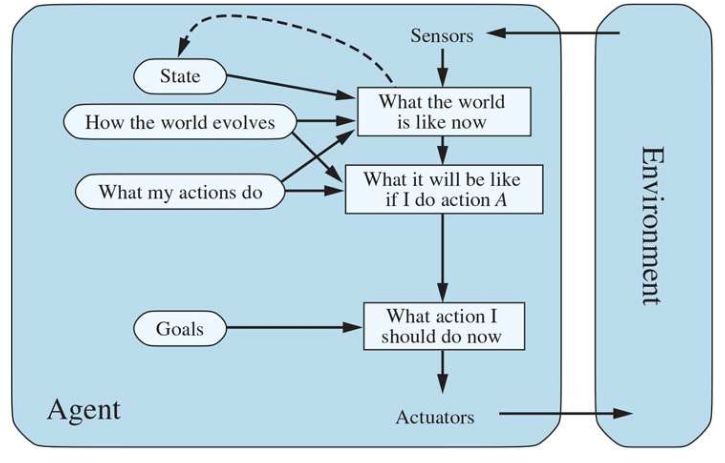 Sensors
State
What the world
is like now
How the world evolves
What my actions do
What it will be like
if I do action A
Environment
Goals
What action I
should do now
Agent
Actuators